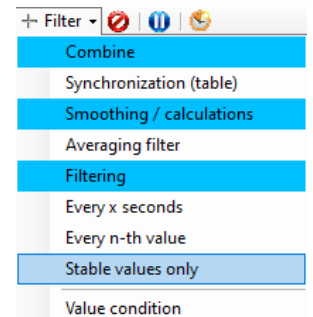 Filter
Combine
Synchronization (table)
Smoothing / calculations
Averaging filter
Filtering
Every x seconds
Every n-th value
Stable values only
Value condition